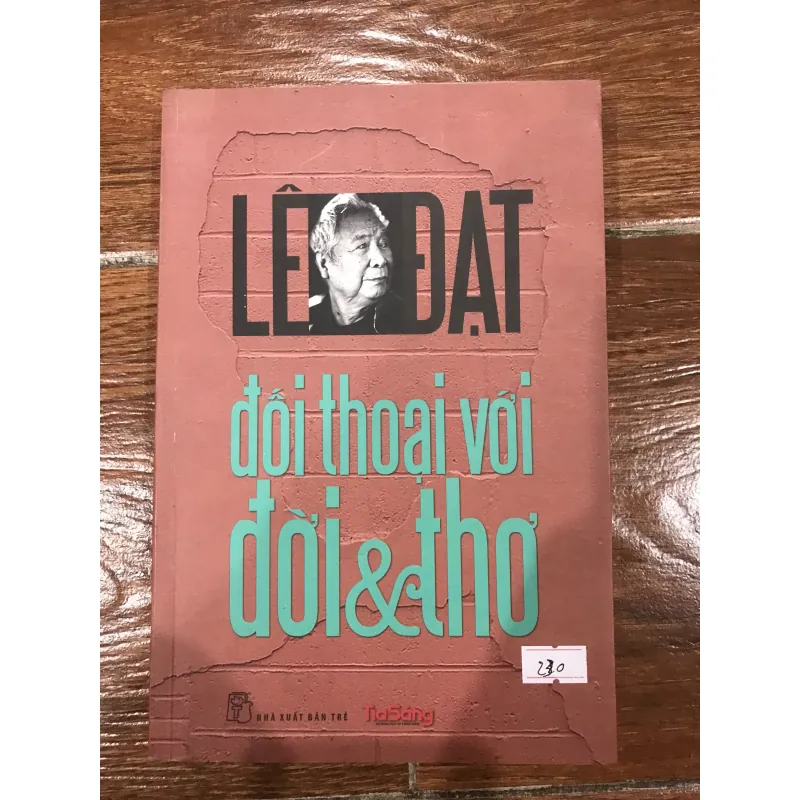 LÊ ĐẠT
đối thoại với
đời & thơ
230
NHÀ XUẤT BẢN TRẺ
TiaSáng